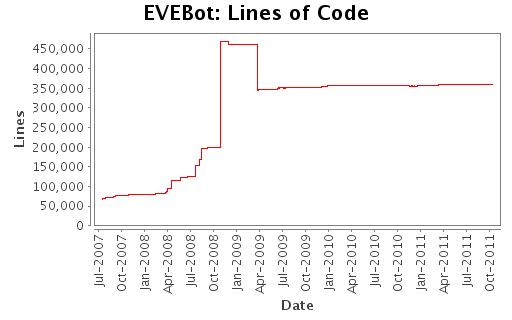 EVEBot: Lines of Code
Lines
450,000
400,000
350,000
300,000
250,000
200,000
150,000
100,000
50,000
0
Jul-2007
Oct-2007
Jan-2008
Apr-2008
Jul-2008
Oct-2008
Jan-2009
Apr-2009
Jul-2009
Oct-2009
Jan-2010
Apr-2010
Jul-2010
Oct-2010
Jan-2011
Apr-2011
Jul-2011
Oct-2011
Date